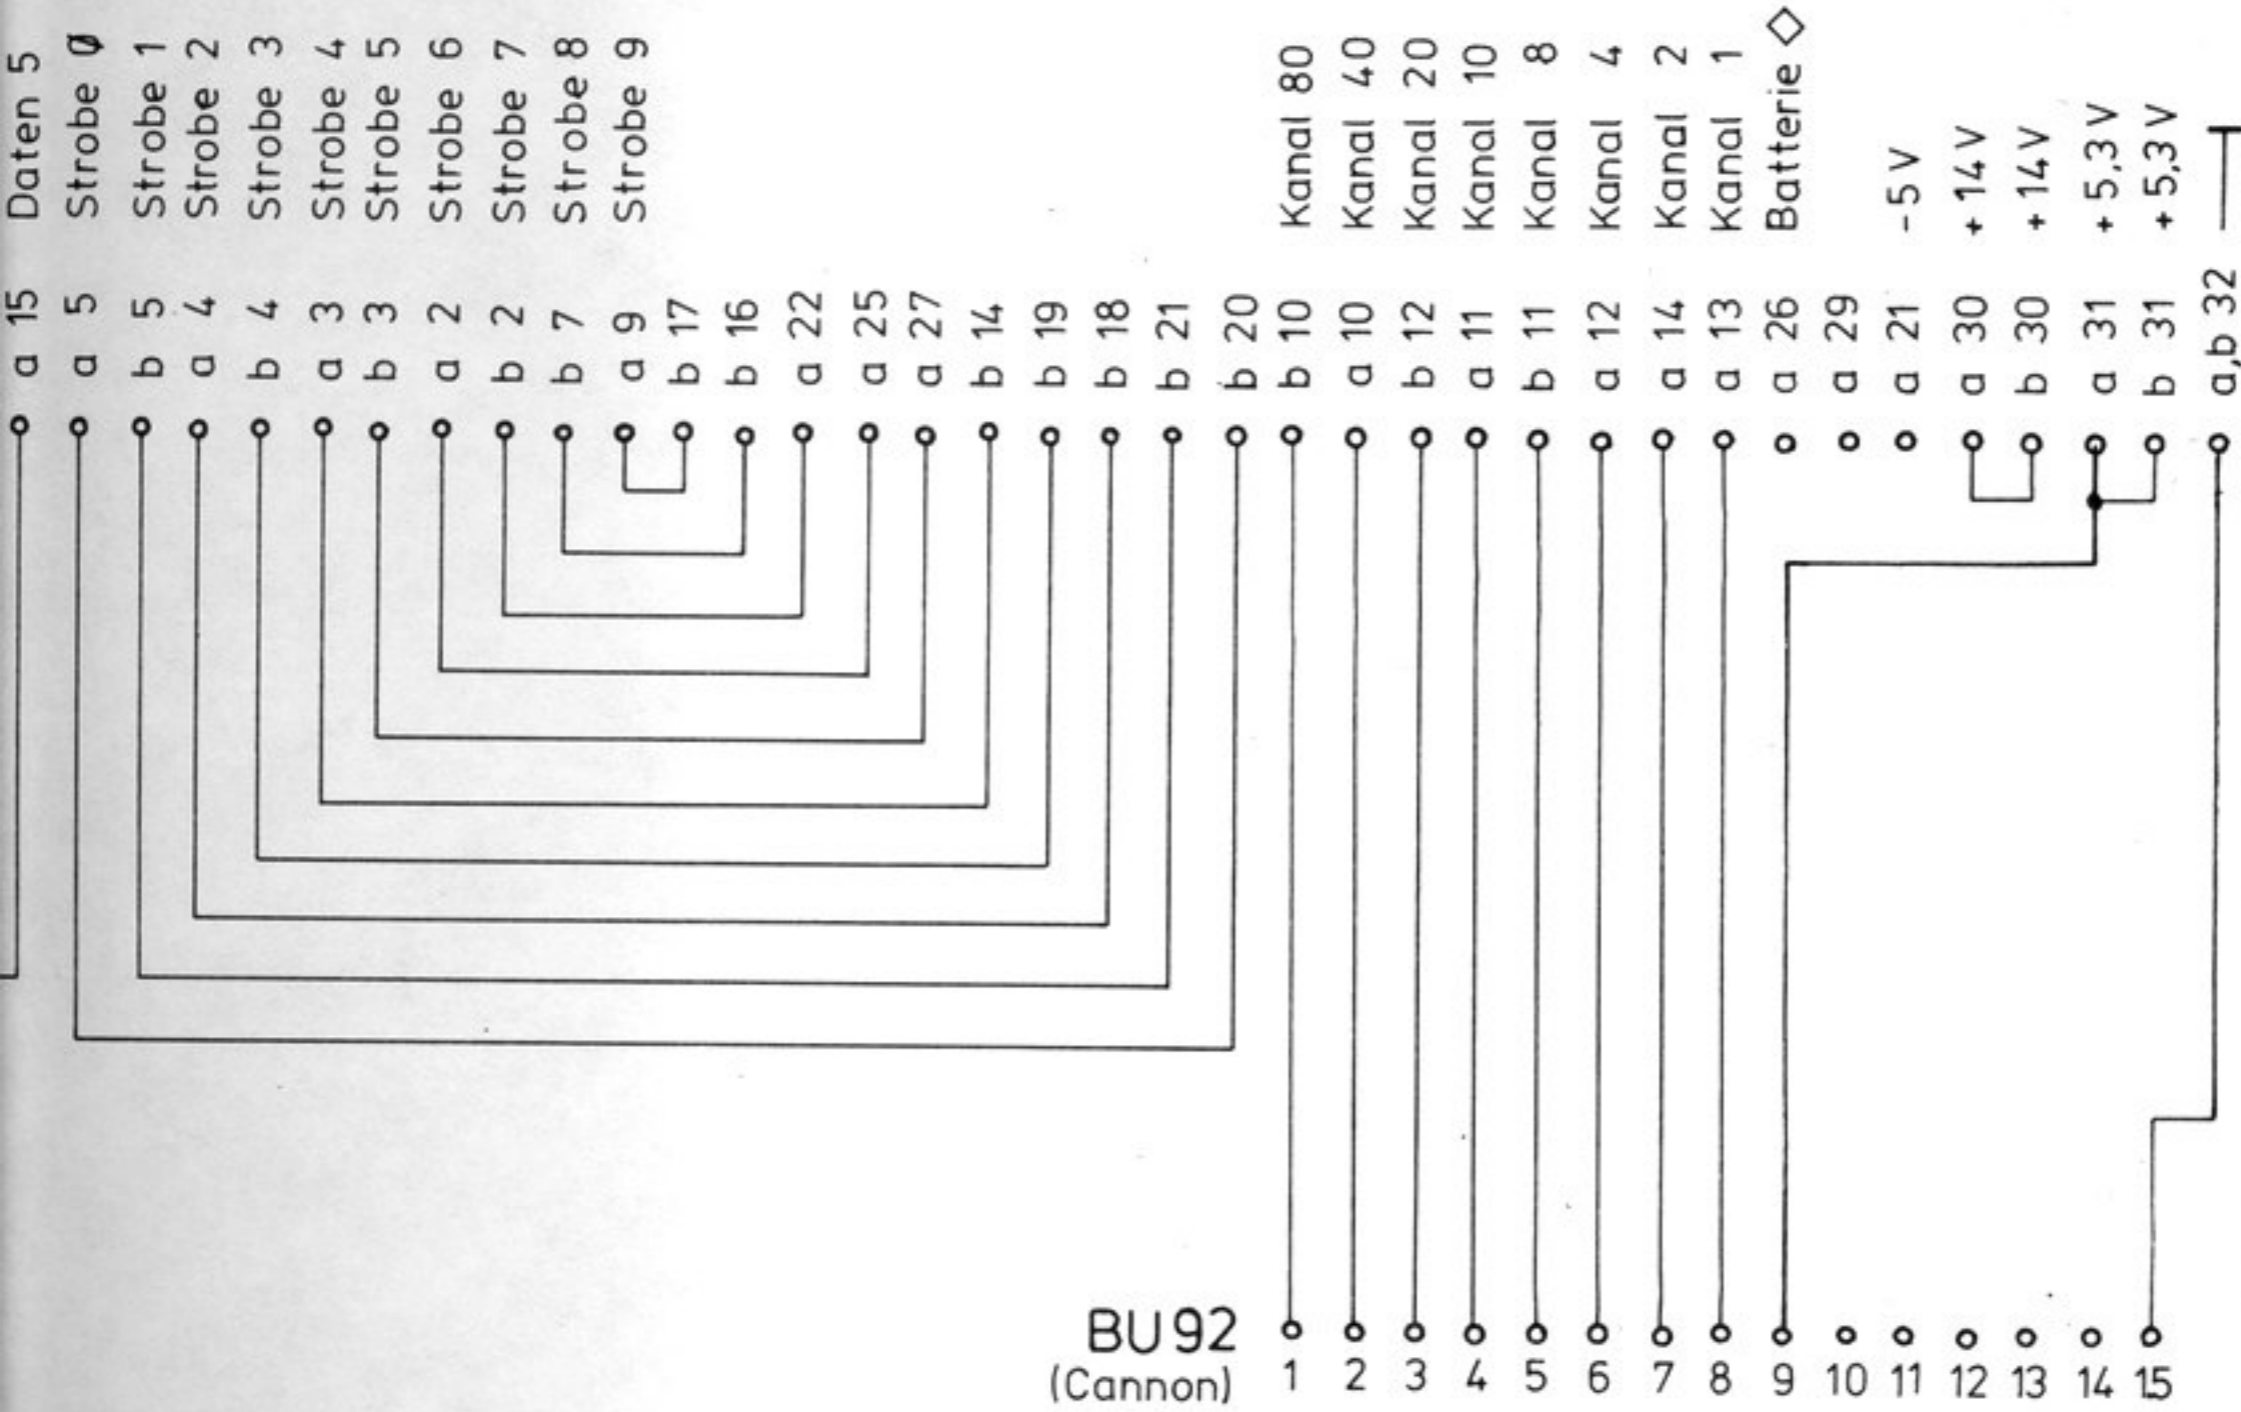 Daten 5
Strobe 0
Strobe 1
Strobe 2
Strobe 3
Strobe 4
Strobe 5
Strobe 6
Strobe 7
Strobe 8
Strobe 9
Kanal 80
Kanal 40
Kanal 20
Kanal 10
Kanal 8
Kanal 4
Kanal 2
Kanal 1
Batterie
-5 V
+14 V
+14 V
+5,3 V
+5,3 V
a 15
a 5
b 5
a 4
b 4
a 3
b 3
a 2
b 2
b 7
a 9
b 17
b 16
a 22
a 25
a 27
b 14
b 19
b 18
b 21
b 20
b 10
a 10
b 12
a 11
b 11
a 12
a 14
a 13
a 26
a 29
a 21
a 30
b 30
a 31
b 31
a,b 32
BU 92
(Cannon)
1 2 3 4 5 6 7 8 9 10 11 12 13 14 15